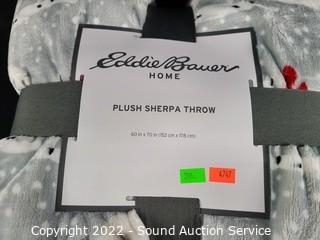 Eddie Bauer
HOME
PLUSH SHERPA THROW
60 in x 70 in (152 cm x 178 cm)
6767
Copyright 2022 - Sound Auction Service